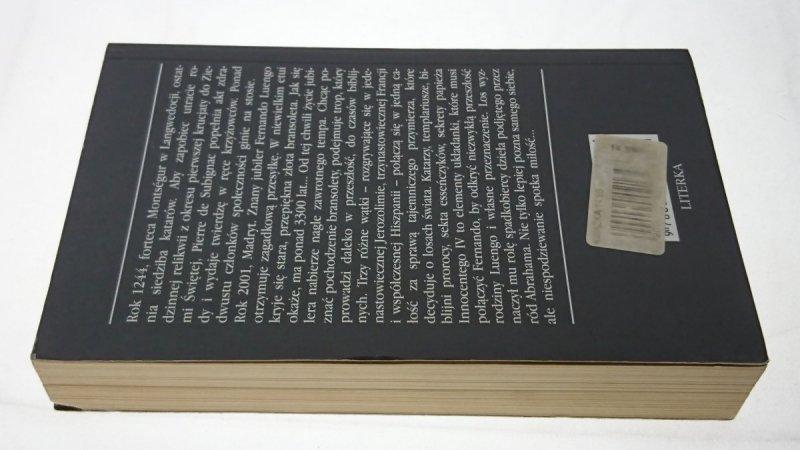 Rok 1244, forteca Montségur w Langwedocji, ostat-
nia siedziba katarów. Aby zapobiec utracie ro-
dzinnej relikwii z okresu pierwszej krucjaty do Zie-
mi Świętej, Pierre de Subignac popełnia akt zdra-
dy i wydaje twierdzę w ręce krzyżowców. Ponad
dwustu członków społeczności ginie na stosie.
Rok 2001, Madryt. Znany jubiler Fernando Luengo
otrzymuje zagadkową przesyłkę. W niewielkim etui
kryje się stara, przepiękna złota bransoleta. Jak się
okaże, ma ponad 3300 lat... Od tej chwili życie jubi-
lera nabierze nagle zawrotnego tempa. Chcąc po-
znać pochodzenie bransolety, podejmuje trop, który
prowadzi daleko w przeszłość, do czasów biblij-
nych. Trzy różne wątki – rozgrywające się w jede-
nastowiecznej Jerozolimie, trzynastowiecznej Francji
i współczesnej Hiszpanii – połączą się w jedną ca-
łość za sprawą tajemniczego przymierza, które
decyduje o losach świata. Katarzy, templariusze, bi-
blijni prorocy, sekta esseńczyków, sekrety papieża
Innocentego IV to elementy układanki, które musi
połączyć Fernando, by odkryć niezwykłą przeszłość
rodziny Luengo i własne przeznaczenie. Los wyz-
naczył mu rolę spadkobiercy dzieła podjętego przez
ród Abrahama. Nie tylko lepiej pozna samego siebie,
ale niespodziewanie spotka miłość...
LITERKA